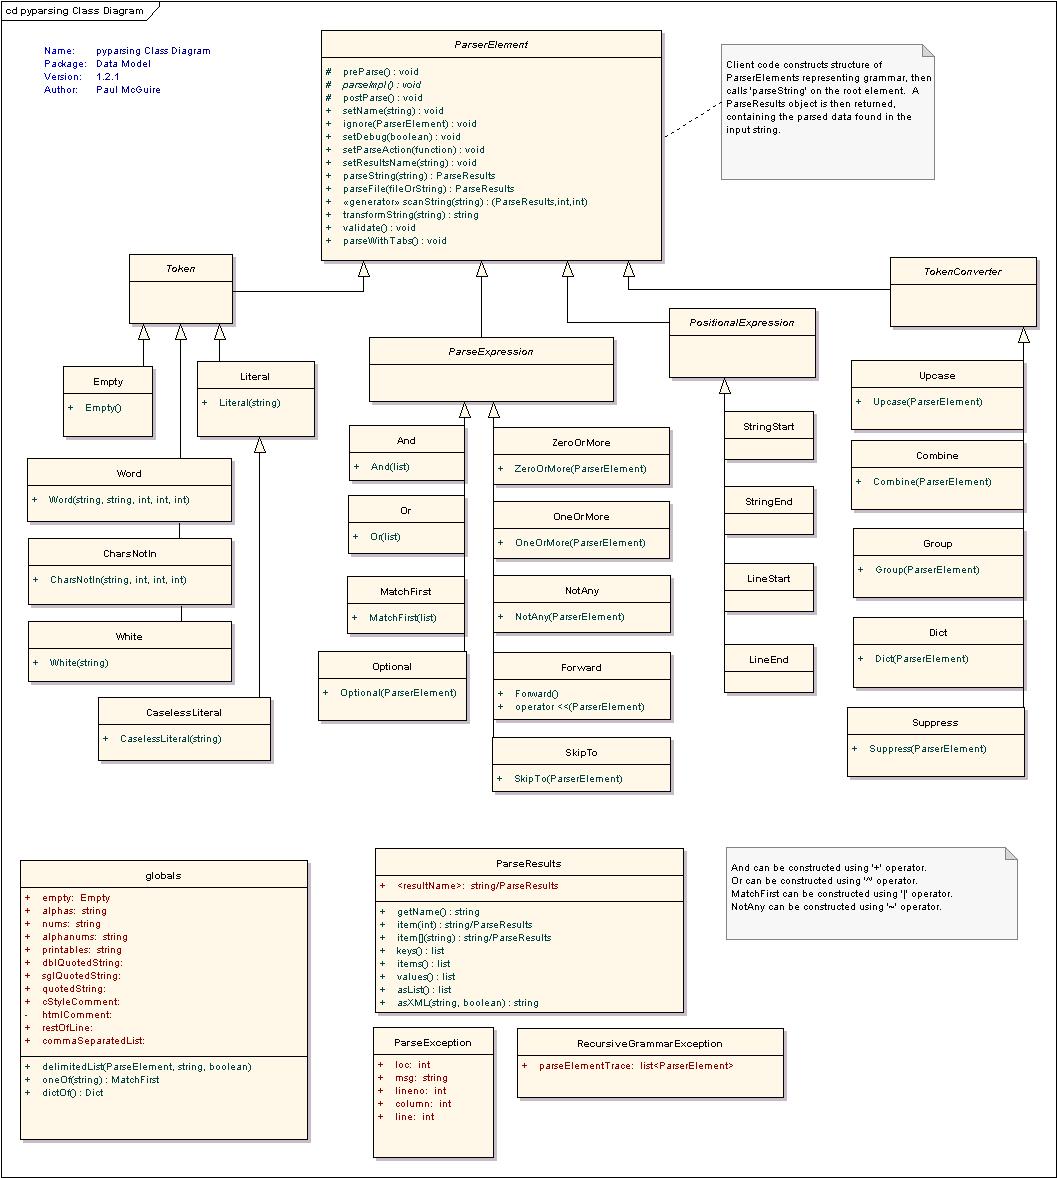 cd pyparsing Class Diagram
Name: pyparsing Class Diagram
Package: Data Model
Version: 1.2.1
Author: Paul McGuire
ParserElement
# preParse() : void
# parseImpl() : void
# postParse() : void
+ setName(string) : void
+ ignore(ParserElement) : void
+ setDebug(boolean) : void
+ setParseAction(function) : void
+ setResultsName(string) : void
+ parseString(string) : ParseResults
+ parseFile(fileOrString) : ParseResults
+ «generator» scanString(string) : (ParseResults,int,int)
+ transformString(string) : string
+ validate() : void
+ parseWithTabs() : void
Client code constructs structure of
ParserElements representing grammar, then
calls 'parseString' on the root element. A
ParseResults object is then returned,
containing the parsed data found in the
input string.
Token
TokenConverter
PositionalExpression
ParseExpression
Empty
+ Empty()
Literal
+ Literal(string)
Word
+ Word(string, string, int, int, int)
CharsNotIn
+ CharsNotIn(string, int, int, int)
White
+ White(string)
CaselessLiteral
+ CaselessLiteral(string)
And
+ And(list)
Or
+ Or(list)
MatchFirst
+ MatchFirst(list)
Optional
+ Optional(ParserElement)
ZeroOrMore
+ ZeroOrMore(ParserElement)
OneOrMore
+ OneOrMore(ParserElement)
NotAny
+ NotAny(ParserElement)
Forward
+ Forward()
+ operator <<(ParserElement)
SkipTo
+ SkipTo(ParserElement)
StringStart
StringEnd
LineStart
LineEnd
Upcase
+ Upcase(ParserElement)
Combine
+ Combine(ParserElement)
Group
+ Group(ParserElement)
Dict
+ Dict(ParserElement)
Suppress
+ Suppress(ParserElement)
globals
+ empty: Empty
+ alphas: string
+ nums: string
+ alphanums: string
+ printables: string
+ dblQuotedString:
+ sglQuotedString:
+ quotedString:
+ cStyleComment:
- htmlComment:
+ restOfLine:
+ commaSeparatedList:
+ delimitedList(ParseElement, string, boolean)
+ oneOf(string) : MatchFirst
+ dictOf() : Dict
ParseResults
+ <resultName>: string/ParseResults
+ getName() : string
+ item(int) : string/ParseResults
+ item[](string) : string/ParseResults
+ keys() : list
+ items() : list
+ values() : list
+ asList() : list
+ asXML(string, boolean) : string
And can be constructed using '+' operator.
Or can be constructed using '^' operator.
MatchFirst can be constructed using '|' operator.
NotAny can be constructed using '~' operator.
ParseException
+ loc: int
+ msg: string
+ lineno: int
+ column: int
+ line: int
RecursiveGrammarException
+ parseElementTrace: list<ParserElement>